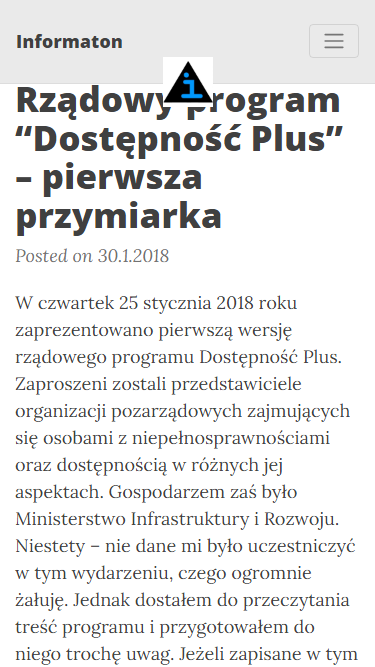 Informaton
i
Rządowy program
“Dostępność Plus”
– pierwsza
przymiarka
Posted on 30.1.2018
W czwartek 25 stycznia 2018 roku
zaprezentowano pierwszą wersję
rządowego programu Dostępność Plus.
Zaproszeni zostali przedstawiciele
organizacji pozarządowych zajmujących
się osobami z niepełnosprawnościami
oraz dostępnością w różnych jej
aspektach. Gospodarzem zaś było
Ministerstwo Infrastruktury i Rozwoju.
Niestety – nie dane mi było uczestniczyć
w tym wydarzeniu, czego ogromnie
żałuję. Jednak dostałem do przeczytania
treść programu i przygotowałem do
niego trochę uwag. Jeżeli zapisane w tym